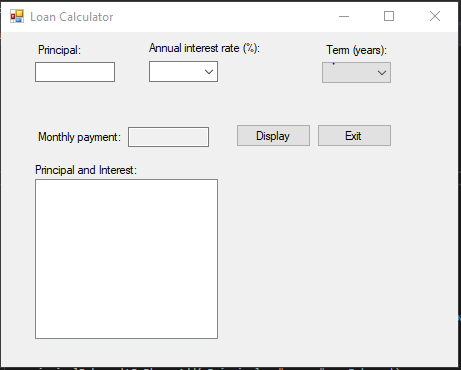 Loan Calculator
Principal:
Annual interest rate (%):
Term (years):
Monthly payment:
Display
Exit
Principal and Interest: